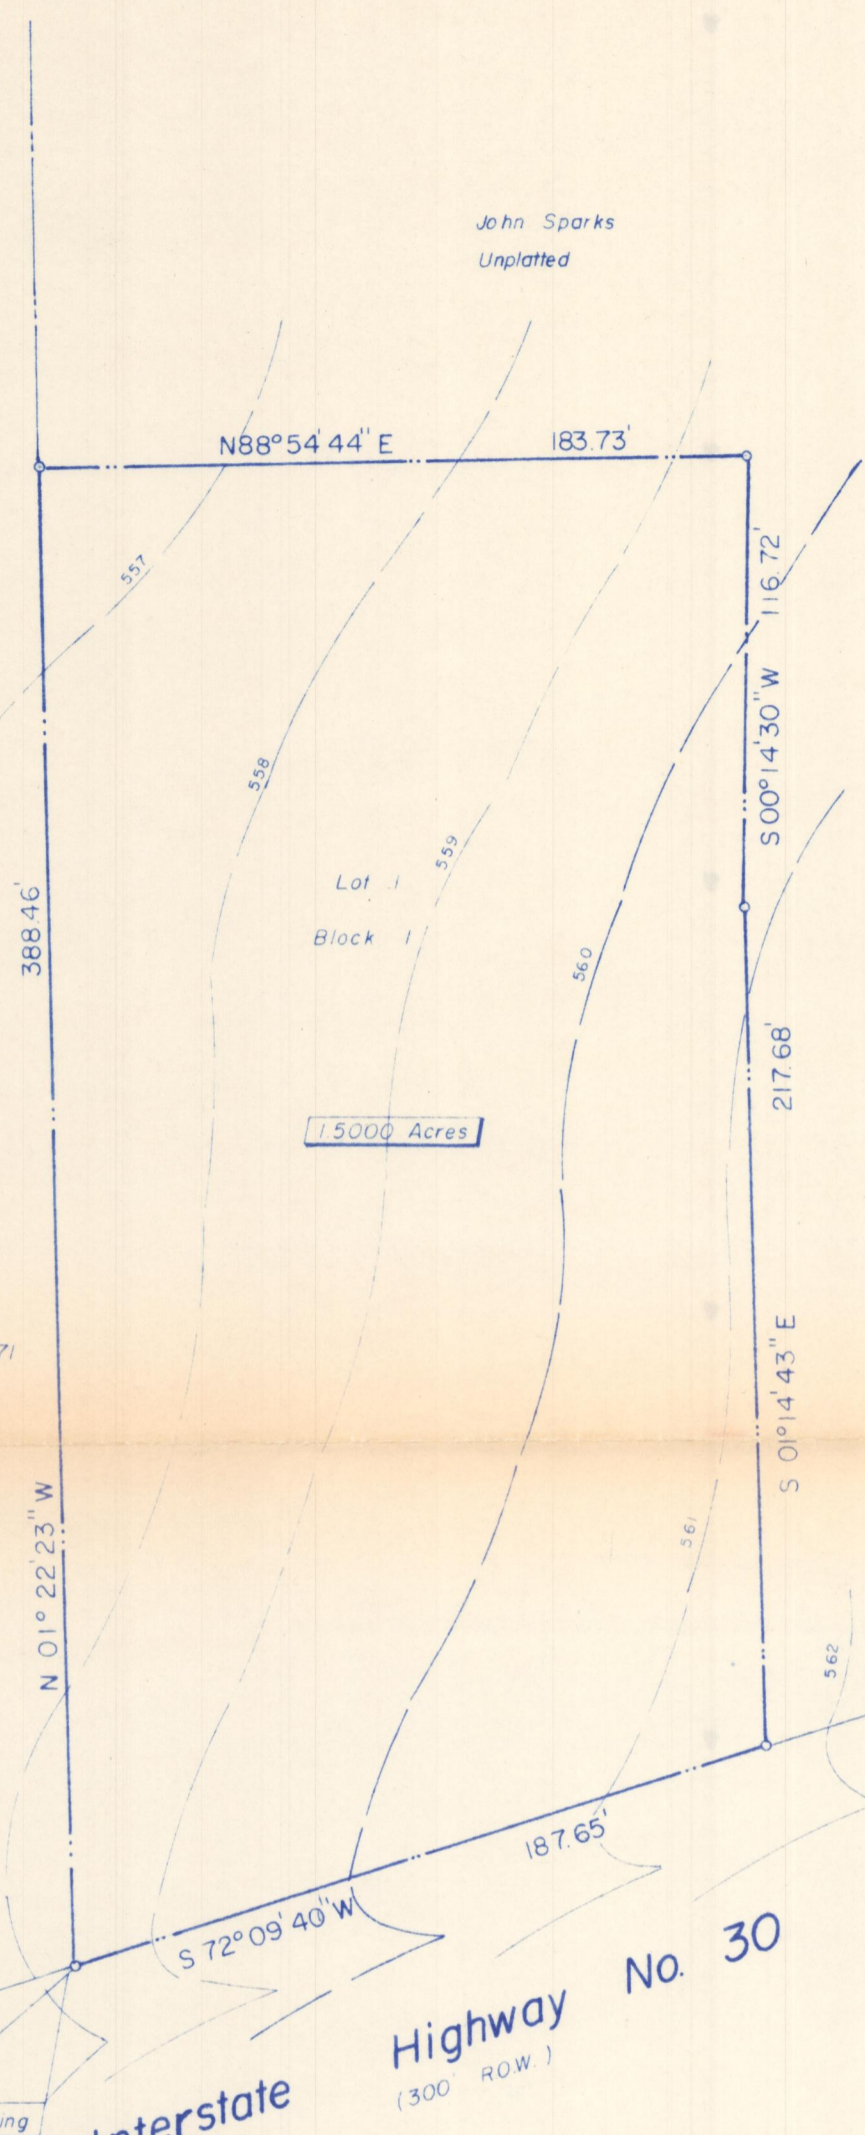 John Sparks
Unplatted
N88°54'44" E 183.73'
116.72'
557
S00°14'30"W
558
559
Lot 1
388.46'
Block 1
560
217.68'
1.5000 Acres
71
S 01°14'43" E
N 01° 22'23" W
561
562
187.65'
S 72°09'40"W
Interstate Highway No. 30
(300' R.O.W.)
ing